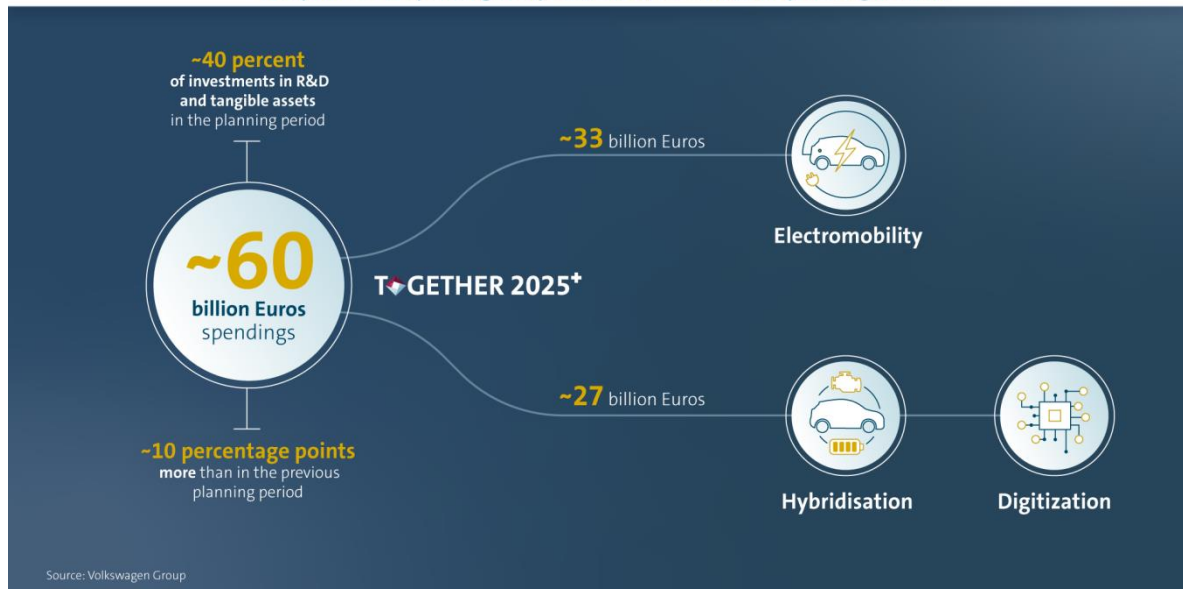 ~40 percent
of investments in R&D
and tangible assets
in the planning period
~33 billion Euros
Electromobility
~60
billion Euros
spendings
TOGETHER 2025+
~27 billion Euros
Hybridisation
Digitization
~10 percentage points
more than in the previous
planning period
Source: Volkswagen Group